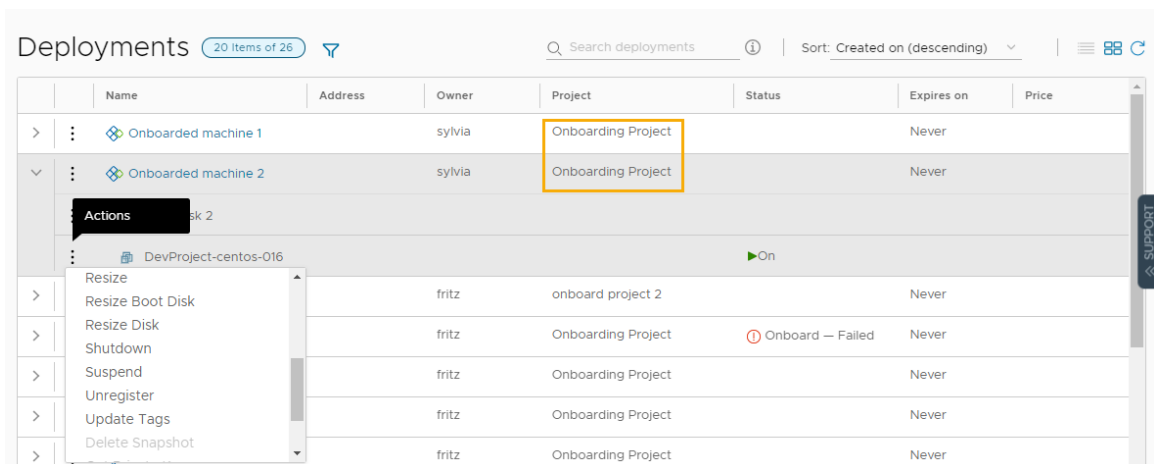 Deployments 20 Items of 26 Search deployments Sort: Created on (descending)
Name Address Owner Project Status Expires on Price
Onboarded machine 1 sylvia Onboarding Project Never
Onboarded machine 2 sylvia Onboarding Project Never
Actions sk 2
SUPPORT
DevProject-centos-016 On
Resize
fritz onboard project 2 Never
Resize Boot Disk
Resize Disk
fritz Onboarding Project Onboard — Failed Never
Shutdown
Suspend
fritz Onboarding Project Never
Unregister
Update Tags
fritz Onboarding Project Never
Delete Snapshot
fritz Onboarding Project Never